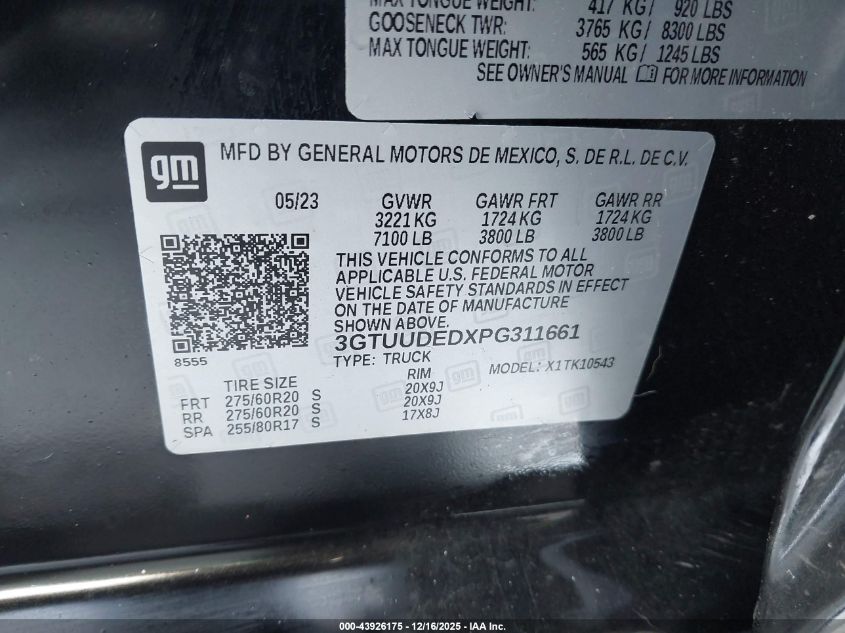 MAX TONGUE WEIGHT: 417 KG/ 920 LBS
GOOSENECK TWR: 3765 KG/ 8300 LBS
MAX TONGUE WEIGHT: 565 KG/ 1245 LBS
SEE OWNER'S MANUAL FOR MORE INFORMATION
gm MFD BY GENERAL MOTORS DE MEXICO, S. DE R.L. DE C.V.
05/23 GVWR GAWR FRT GAWR RR
3221 KG 1724 KG 1724 KG
7100 LB 3800 LB 3800 LB
THIS VEHICLE CONFORMS TO ALL
APPLICABLE U.S. FEDERAL MOTOR
VEHICLE SAFETY STANDARDS IN EFFECT
ON THE DATE OF MANUFACTURE
SHOWN ABOVE.
3GTUUDEDXPG311661
8555 TYPE: TRUCK MODEL: X1TK10543
TIRE SIZE RIM
FRT 275/60R20 S 20X9J
RR 275/60R20 S 20X9J
SPA 255/80R17 S 17X8J
000-43926175 - 12/16/2025 - IAA Inc.